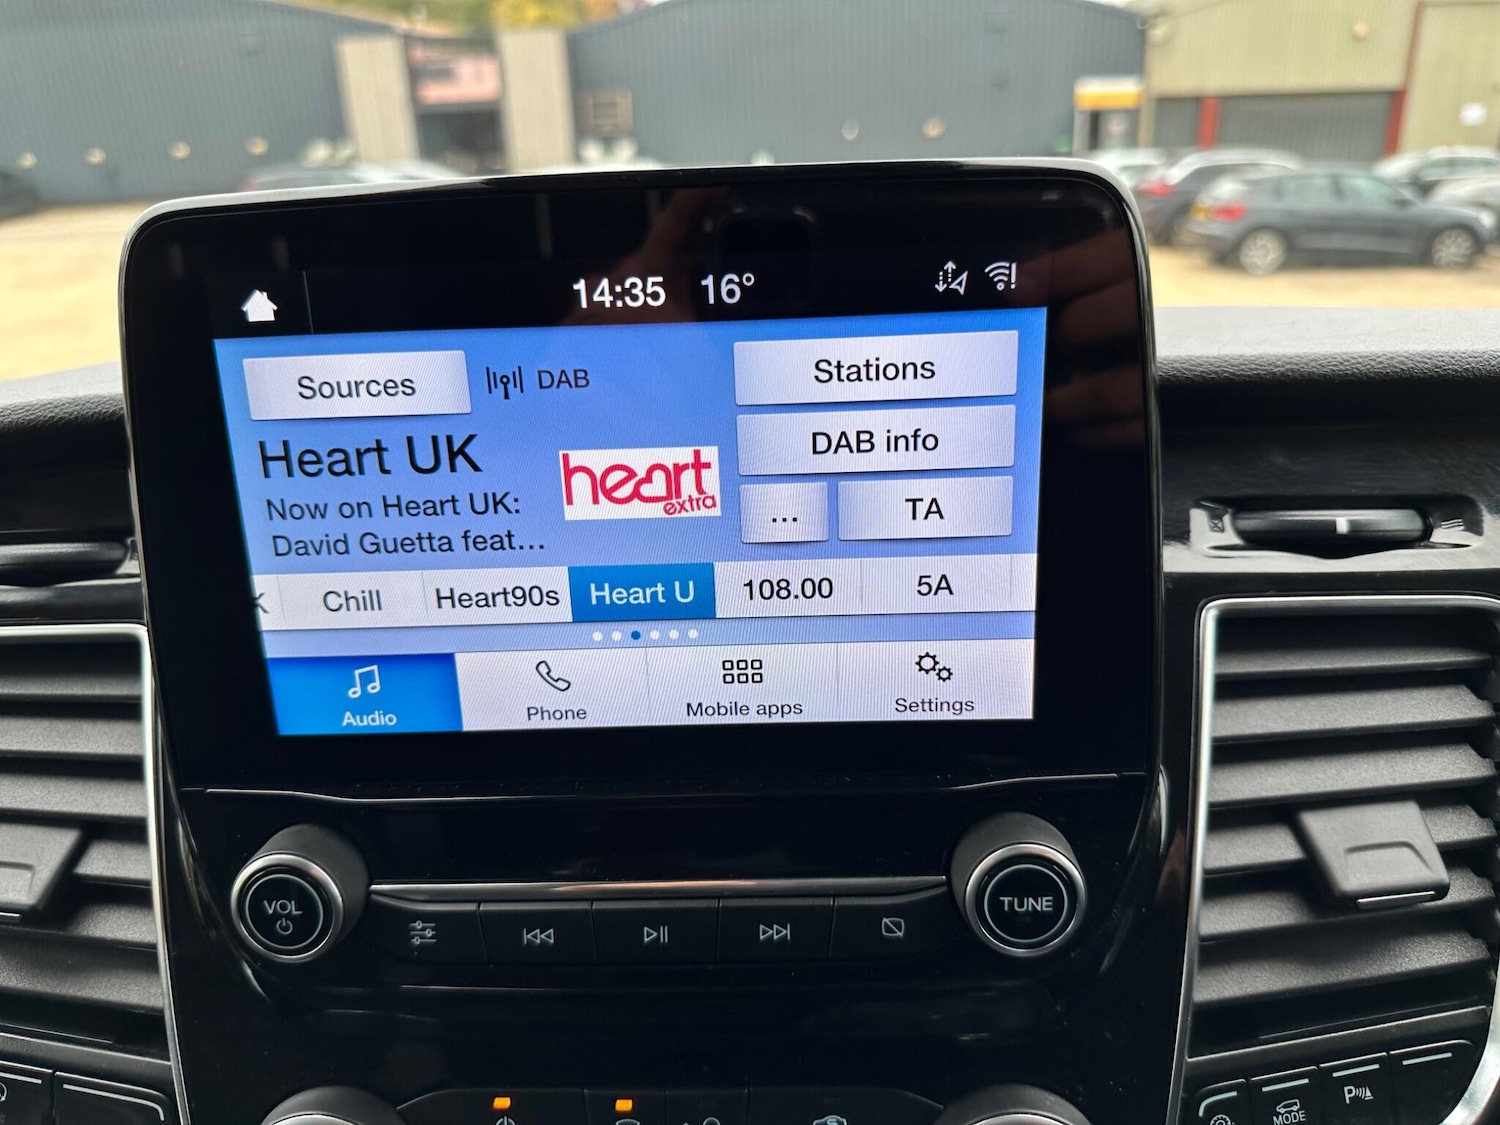 14:35 16°
Sources DAB Stations
Heart UK
heart
extra
DAB info
Now on Heart UK:
David Guetta feat...
... TA
K Chill Heart90s Heart U 108.00 5A
Audio Phone Mobile apps Settings
VOL TUNE
MODE P